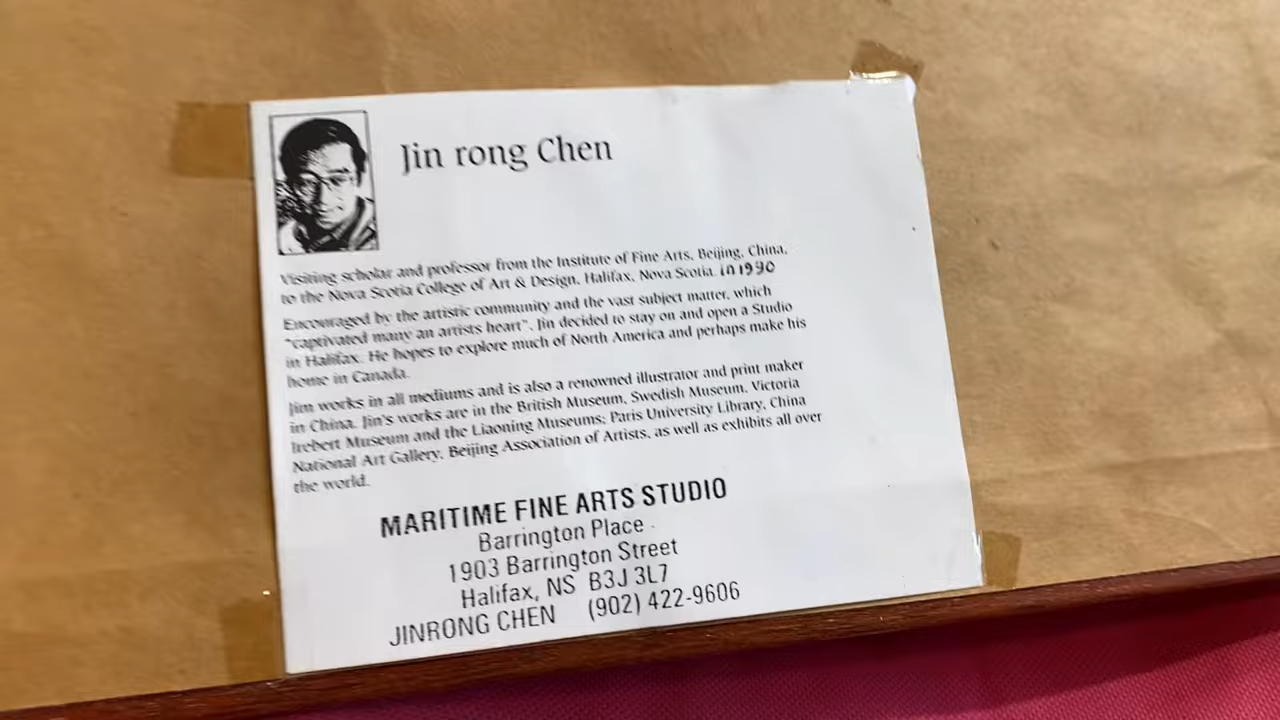 Jin rong Chen
Visiting scholar and professor from the Institute of Fine Arts, Beijing, China,
to the Nova Scotia College of Art & Design, Halifax, Nova Scotia. in 1990
Encouraged by the artistic community and the vast subject matter, which
"captivated many an artists heart", Jin decided to stay on and open a Studio
in Halifax. He hopes to explore much of North America and perhaps make his
home in Canada.
Jim works in all mediums and is also a renowned illustrator and print maker
in China. Jin's works are in the British Museum, Swedish Museum, Victoria
Irebert Museum and the Liaoning Museums; Paris University Library, China
National Art Gallery, Beijing Association of Artists, as well as exhibits all over
the world.
MARITIME FINE ARTS STUDIO
Barrington Place
1903 Barrington Street
Halifax, NS B3J 3L7
JINRONG CHEN (902) 422-9606